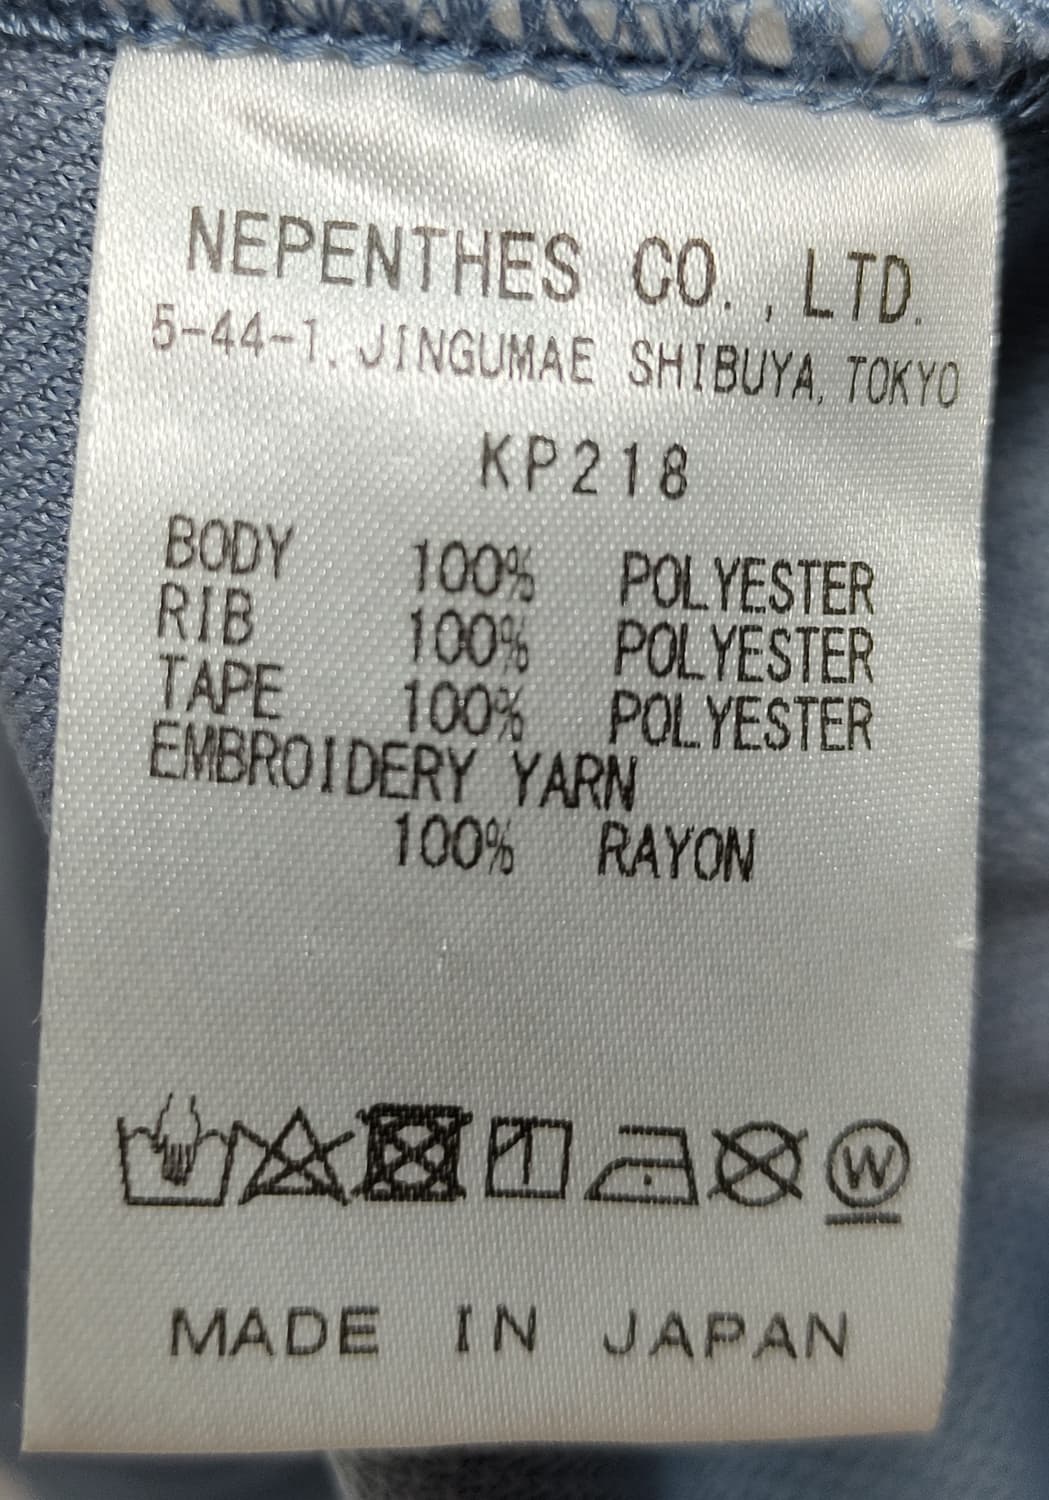 NEPENTHES CO., LTD.
5-44-1, JINGUMAE SHIBUYA, TOKYO
KP218
BODY 100% POLYESTER
RIB 100% POLYESTER
TAPE 100% POLYESTER
EMBROIDERY YARN
100% RAYON
W
MADE IN JAPAN